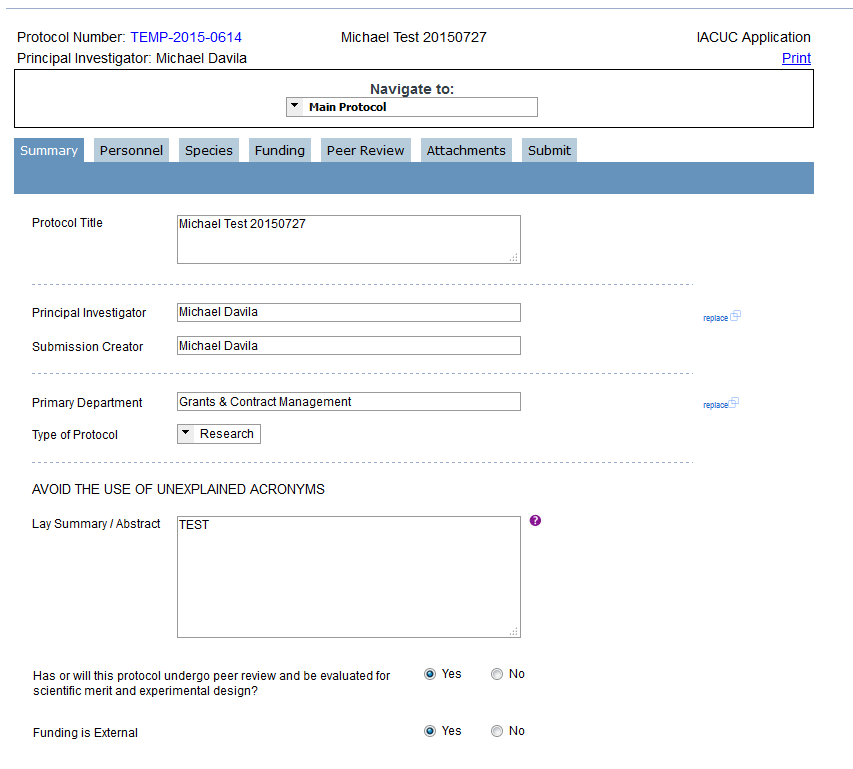 Protocol Number: TEMP-2015-0614 Michael Test 20150727 IACUC Application
Principal Investigator: Michael Davila Print
Navigate to:
Main Protocol
Summary Personnel Species Funding Peer Review Attachments Submit
Protocol Title Michael Test 20150727
Principal Investigator Michael Davila replace
Submission Creator Michael Davila
Primary Department Grants & Contract Management replace
Type of Protocol Research
AVOID THE USE OF UNEXPLAINED ACRONYMS
Lay Summary / Abstract TEST ?
Has or will this protocol undergo peer review and be evaluated for Yes No
scientific merit and experimental design?
Funding is External Yes No